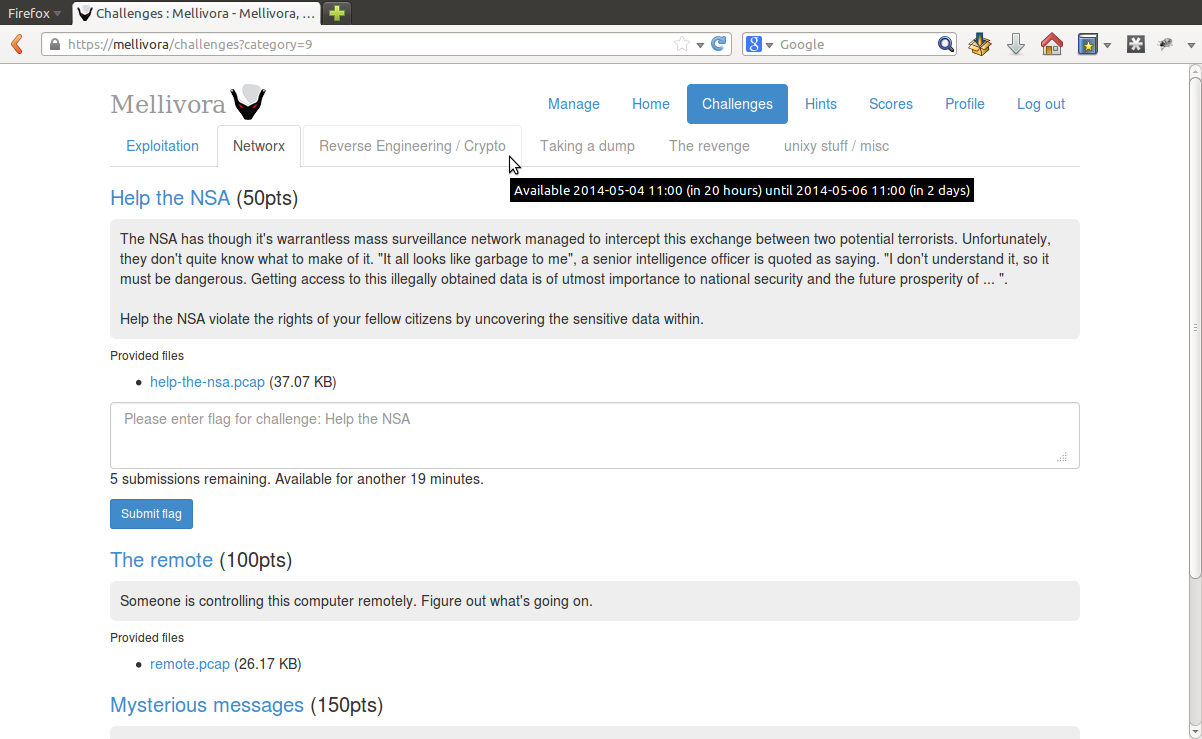 Firefox
Challenges : Mellivora - Mellivora, ...
https://mellivora/challenges?category=9
Google
Mellivora
Manage Home Challenges Hints Scores Profile Log out
Exploitation Networx Reverse Engineering / Crypto Taking a dump The revenge unixy stuff / misc
Available 2014-05-04 11:00 (in 20 hours) until 2014-05-06 11:00 (in 2 days)
Help the NSA (50pts)
The NSA has though it's warrantless mass surveillance network managed to intercept this exchange between two potential terrorists. Unfortunately,
they don't quite know what to make of it. "It all looks like garbage to me", a senior intelligence officer is quoted as saying. "I don't understand it, so it
must be dangerous. Getting access to this illegally obtained data is of utmost importance to national security and the future prosperity of ... ".
Help the NSA violate the rights of your fellow citizens by uncovering the sensitive data within.
Provided files
• help-the-nsa.pcap (37.07 KB)
Please enter flag for challenge: Help the NSA
5 submissions remaining. Available for another 19 minutes.
Submit flag
The remote (100pts)
Someone is controlling this computer remotely. Figure out what's going on.
Provided files
• remote.pcap (26.17 KB)
Mysterious messages (150pts)